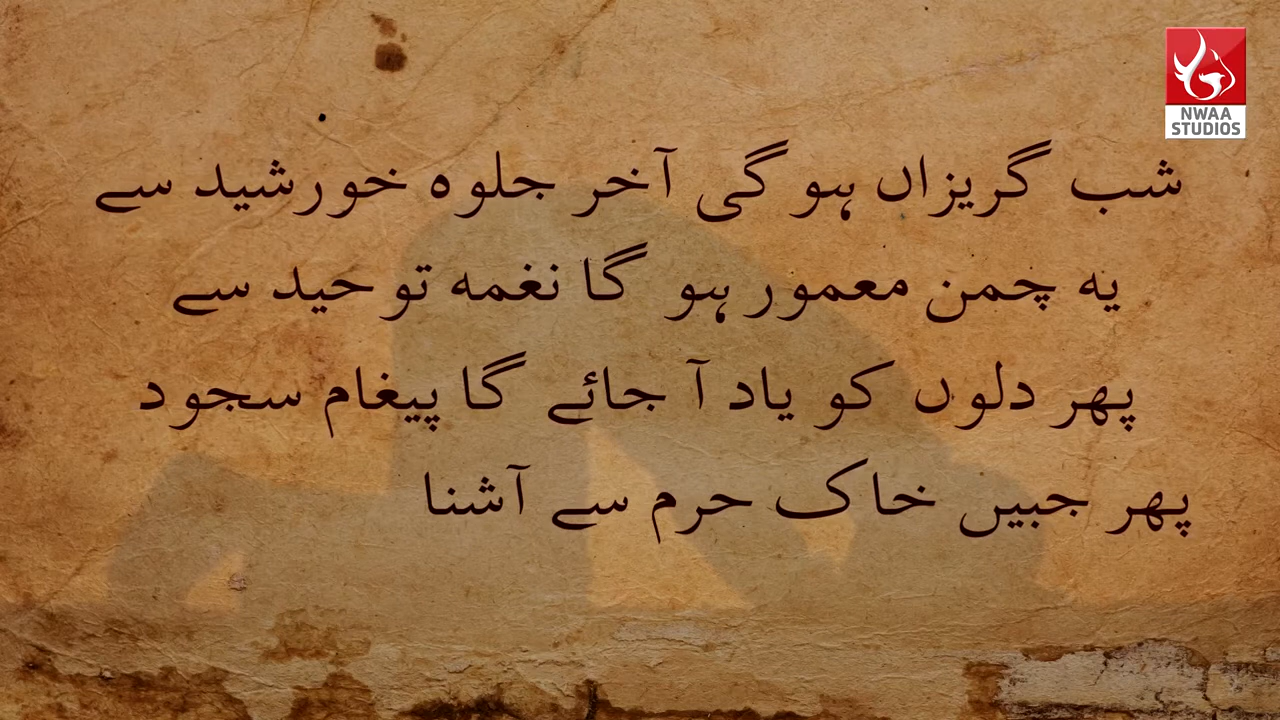 NWAA
STUDIOS
شب گریزاں ہو گی آخر جلوہ خورشید سے
یہ چمن معمور ہو گا نغمہ توحید سے
پھر دلوں کو یاد آ جائے گا پیغام سجود
پھر جبیں خاک حرم سے آشنا